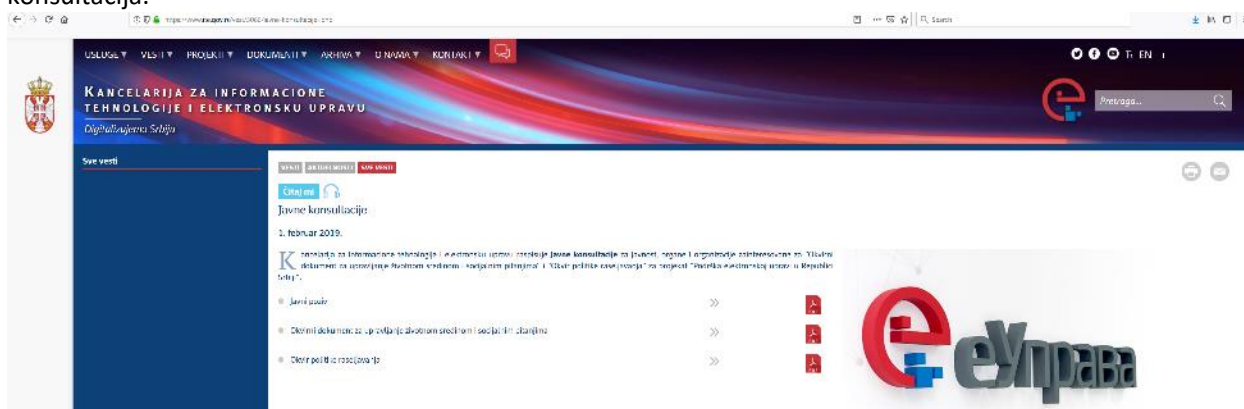 konsultacija.
USLUGE VESTI PROJEKTI DOKUMENTI ARHIVA O NAMA KONTAKT
EN
KANCELARIJA ZA INFORMACIONE
TEHNOLOGIJE I ELEKTRONSKU UPRAVU
Digitalizujemo Srbiju
Pretraga...
Sve vesti
VESTI AKTUELNOSTI SVE VESTI
Čitaj mi
Javne konsultacije
1. februar 2019.
Kancelarija za informacione tehnologije i elektronsku upravu raspisuje javne konsultacije za javnost, organe i organizacije zainteresovane za "Okvirni
dokument za upravljanje životnom sredinom i socijalnim pitanjima" i "Okvir politike raseljavanja" za projekat "Podrška elektronskoj upravi u Republici
Srbiji".
Javni poziv
Okvirni dokument za upravljanje životnom sredinom i socijalnim pitanjima
Okvir politike raseljavanja
еУправа